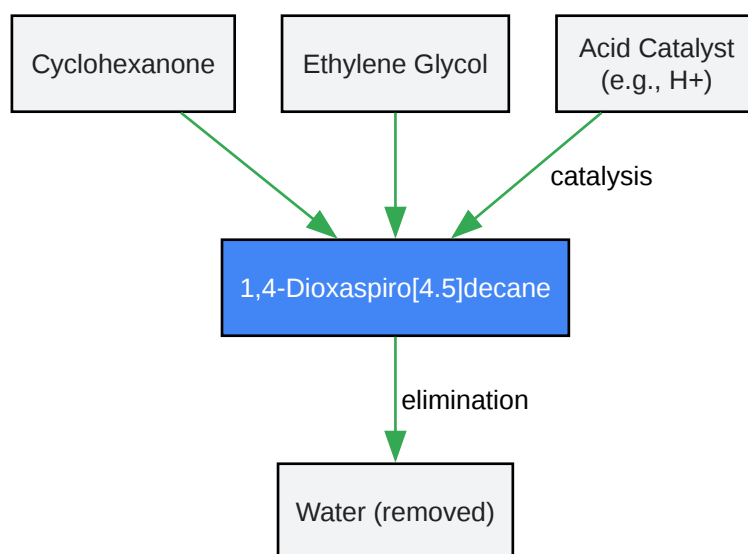 Cyclohexanone
Ethylene Glycol
Acid Catalyst
(e.g., H+)
catalysis
1,4-Dioxaspiro[4.5]decane
elimination
Water (removed)